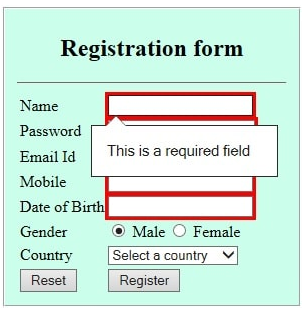 Registration form
Name
Password
This is a required field
Email Id
Mobile
Date of Birth
Gender Male Female
Country Select a country
Reset Register